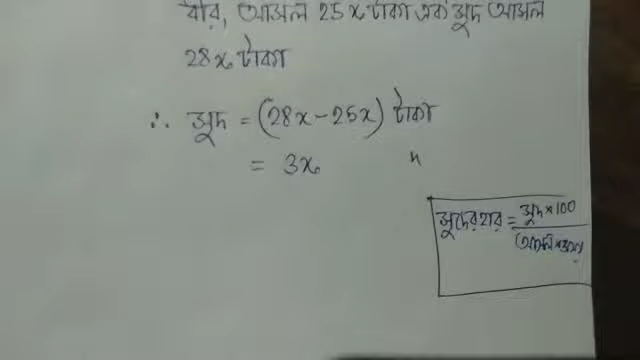 ধরি, আসল 25x টাকা এবং সুদ আসল
28x টাকা
∴ সুদ = (28x - 25x) টাকা
= 3x "
সুদের হার = সুদ × 100
আসল × সময়